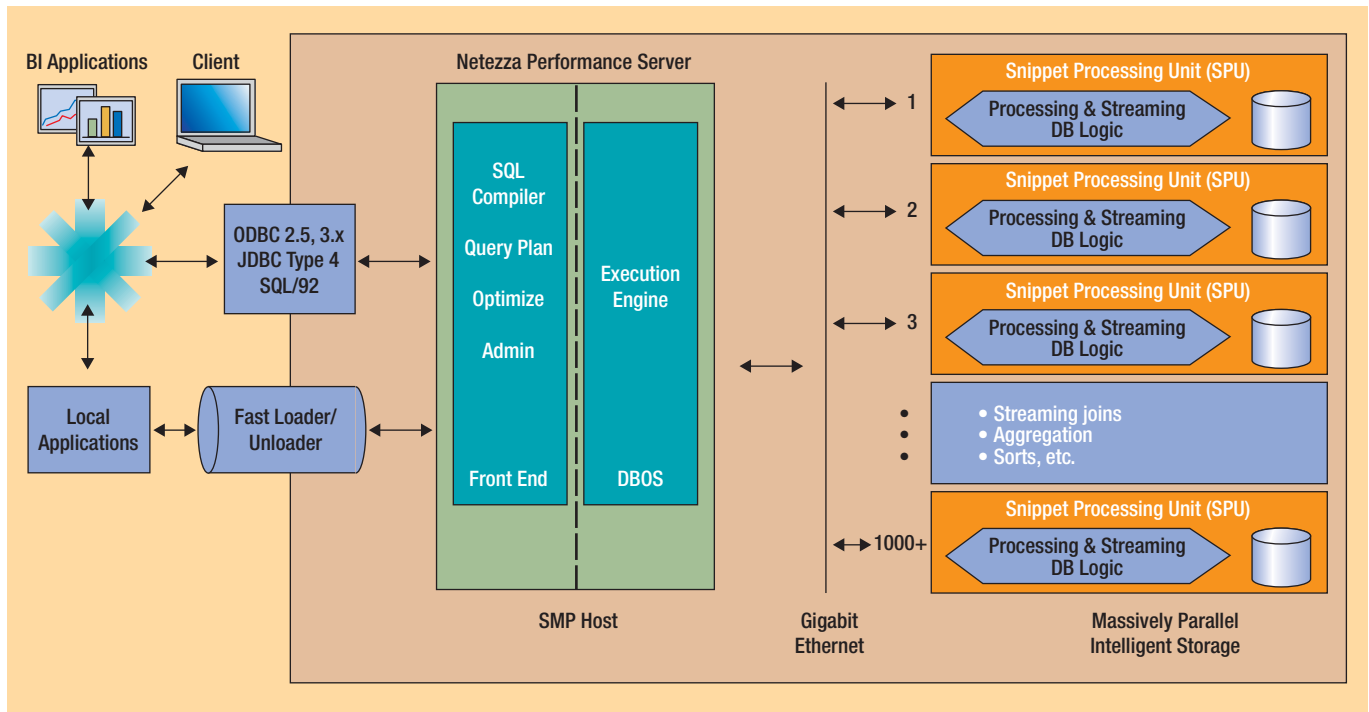 BI Applications
Client
Netezza Performance Server
Snippet Processing Unit (SPU)
1
Processing & Streaming
DB Logic
SQL
Compiler
Query Plan
Optimize
Admin
Front End
Execution
Engine
DBOS
Snippet Processing Unit (SPU)
2
Processing & Streaming
DB Logic
ODBC 2.5, 3.x
JDBC Type 4
SQL/92
Snippet Processing Unit (SPU)
3
Processing & Streaming
DB Logic
Local
Applications
Fast Loader/
Unloader
• Streaming joins
• Aggregation
• Sorts, etc.
Snippet Processing Unit (SPU)
1000+
Processing & Streaming
DB Logic
SMP Host
Gigabit
Ethernet
Massively Parallel
Intelligent Storage